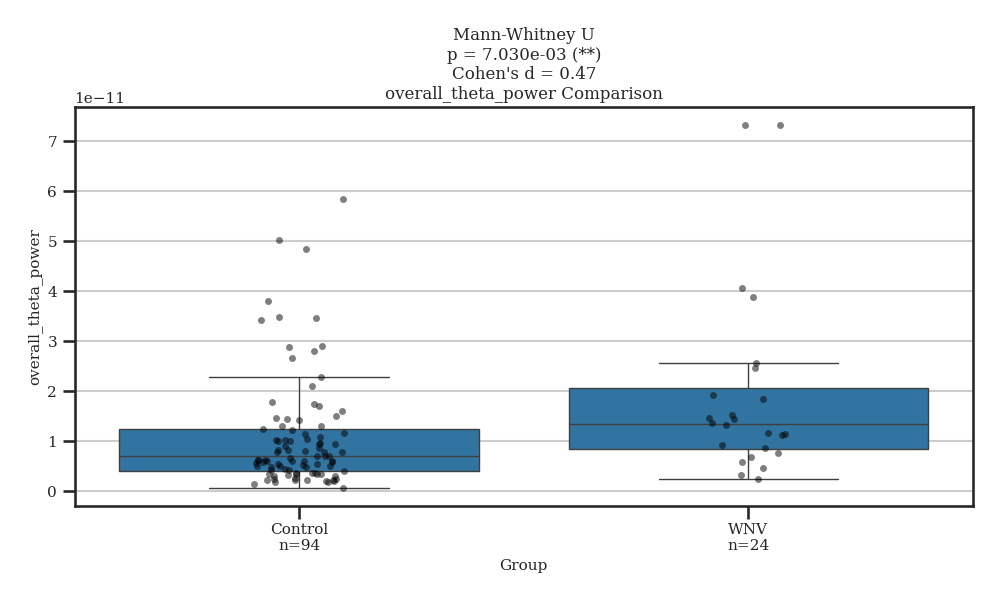 Mann-Whitney U
p = 7.030e-03 (**)
Cohen's d = 0.47
overall_theta_power Comparison
1e−11
7
6
5
4
3
2
1
0
overall_theta_power
Control
n=94
WNV
n=24
Group